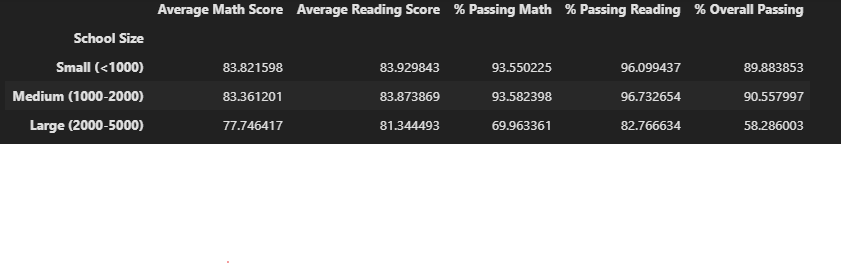 Average Math Score Average Reading Score % Passing Math % Passing Reading % Overall Passing
School Size
Small (<1000) 83.821598 83.929843 93.550225 96.099437 89.883853
Medium (1000-2000) 83.361201 83.873869 93.582398 96.732654 90.557997
Large (2000-5000) 77.746417 81.344493 69.963361 82.766634 58.286003